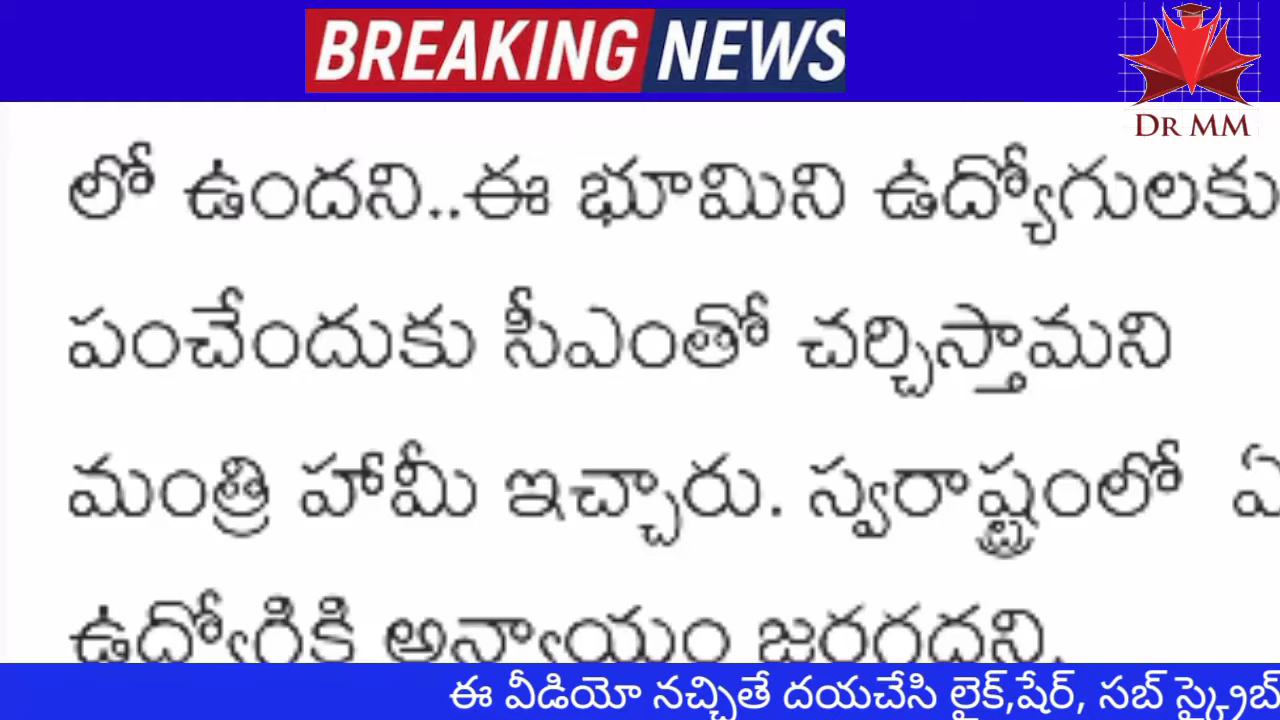 BREAKING NEWS
DR MM
లో ఉందని..ఈ భూమిని ఉద్యోగులకు
పంచేందుకు సీఎంతో చర్చిస్తామని
మంత్రి హామీ ఇచ్చారు. స్వరాష్ట్రంలో ఏ
ఉద్యోగికి అన్యాయం జరగదని.
ఈ వీడియో నచ్చితే దయచేసి లైక్,షేర్, సబ్ స్క్రైబ్